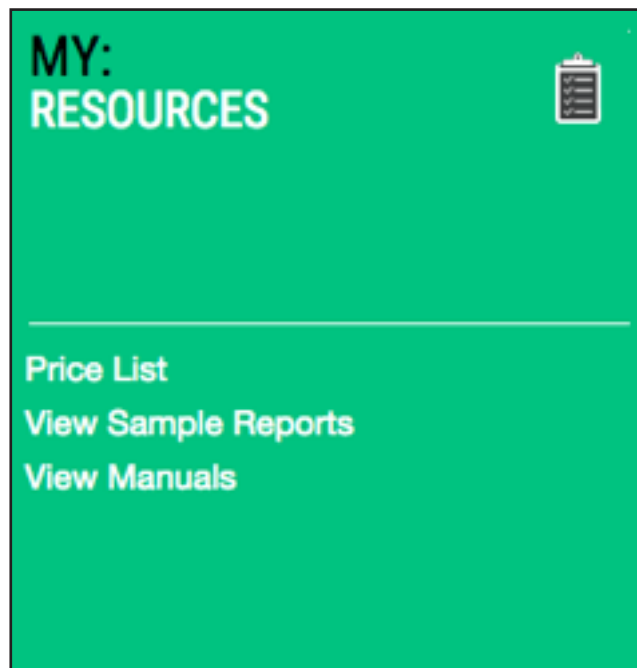 MY:
RESOURCES
Price List
View Sample Reports
View Manuals